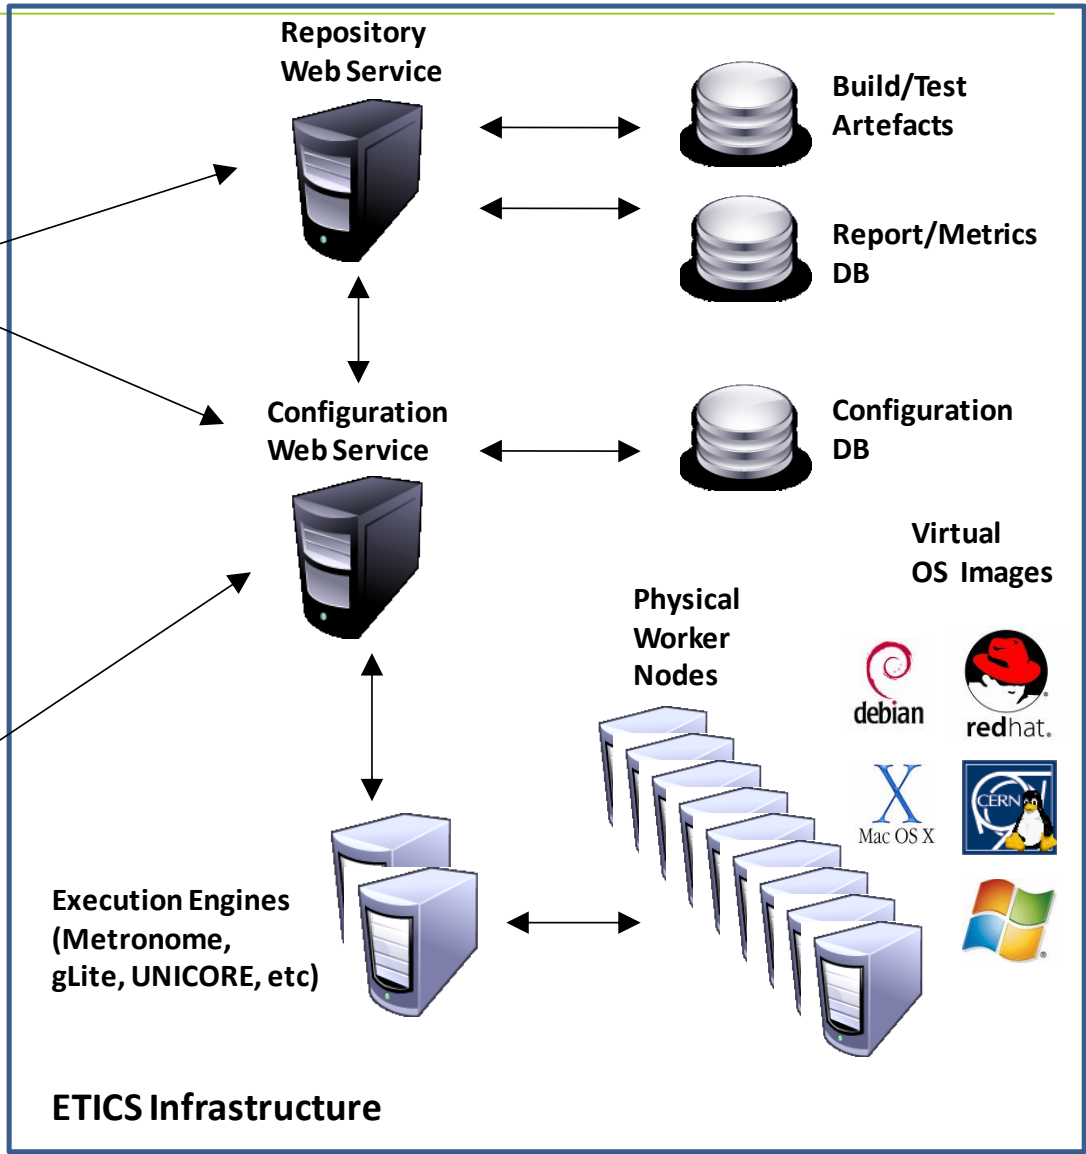 Repository
Web Service
Build/Test
Artefacts
Report/Metrics
DB
Configuration
Web Service
Configuration
DB
Virtual
OS Images
Physical
Worker
Nodes
debian
redhat.
Mac OS X
CERN
Execution Engines
(Metronome,
gLite, UNICORE, etc)
ETICS Infrastructure